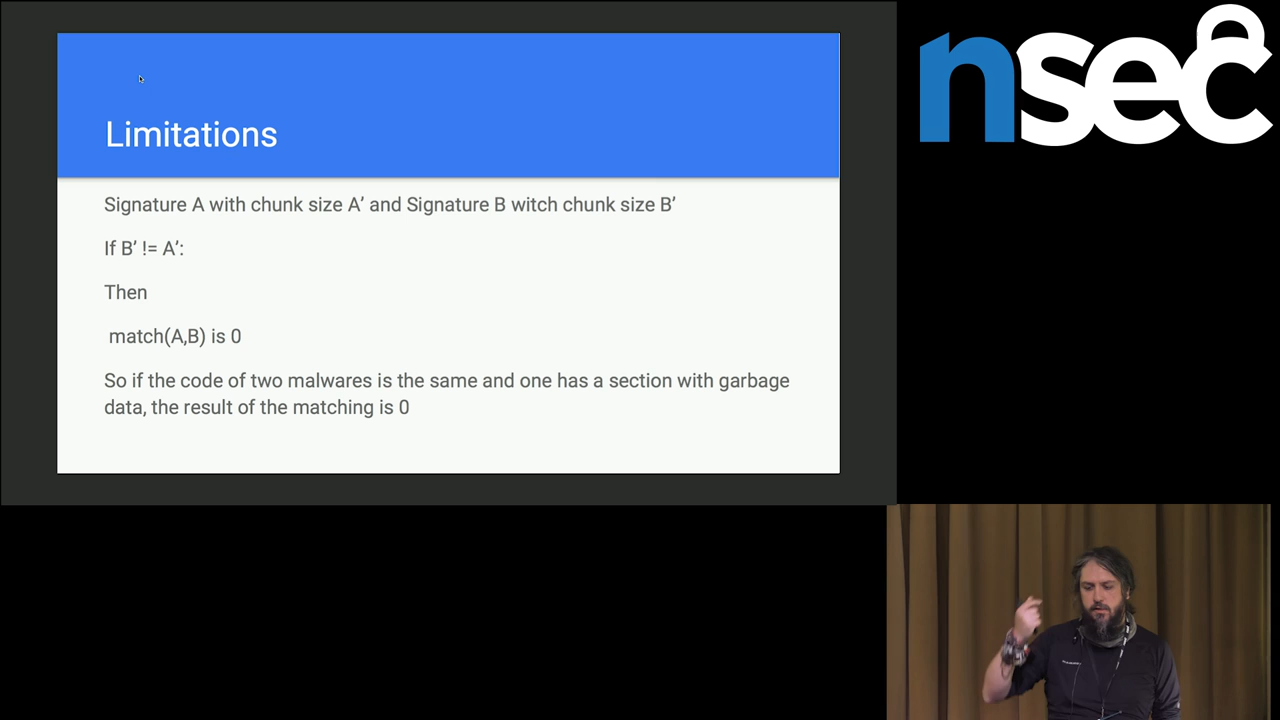 nsec
Limitations
Signature A with chunk size A’ and Signature B witch chunk size B’
If B’ != A’:
Then
match(A,B) is 0
So if the code of two malwares is the same and one has a section with garbage
data, the result of the matching is 0